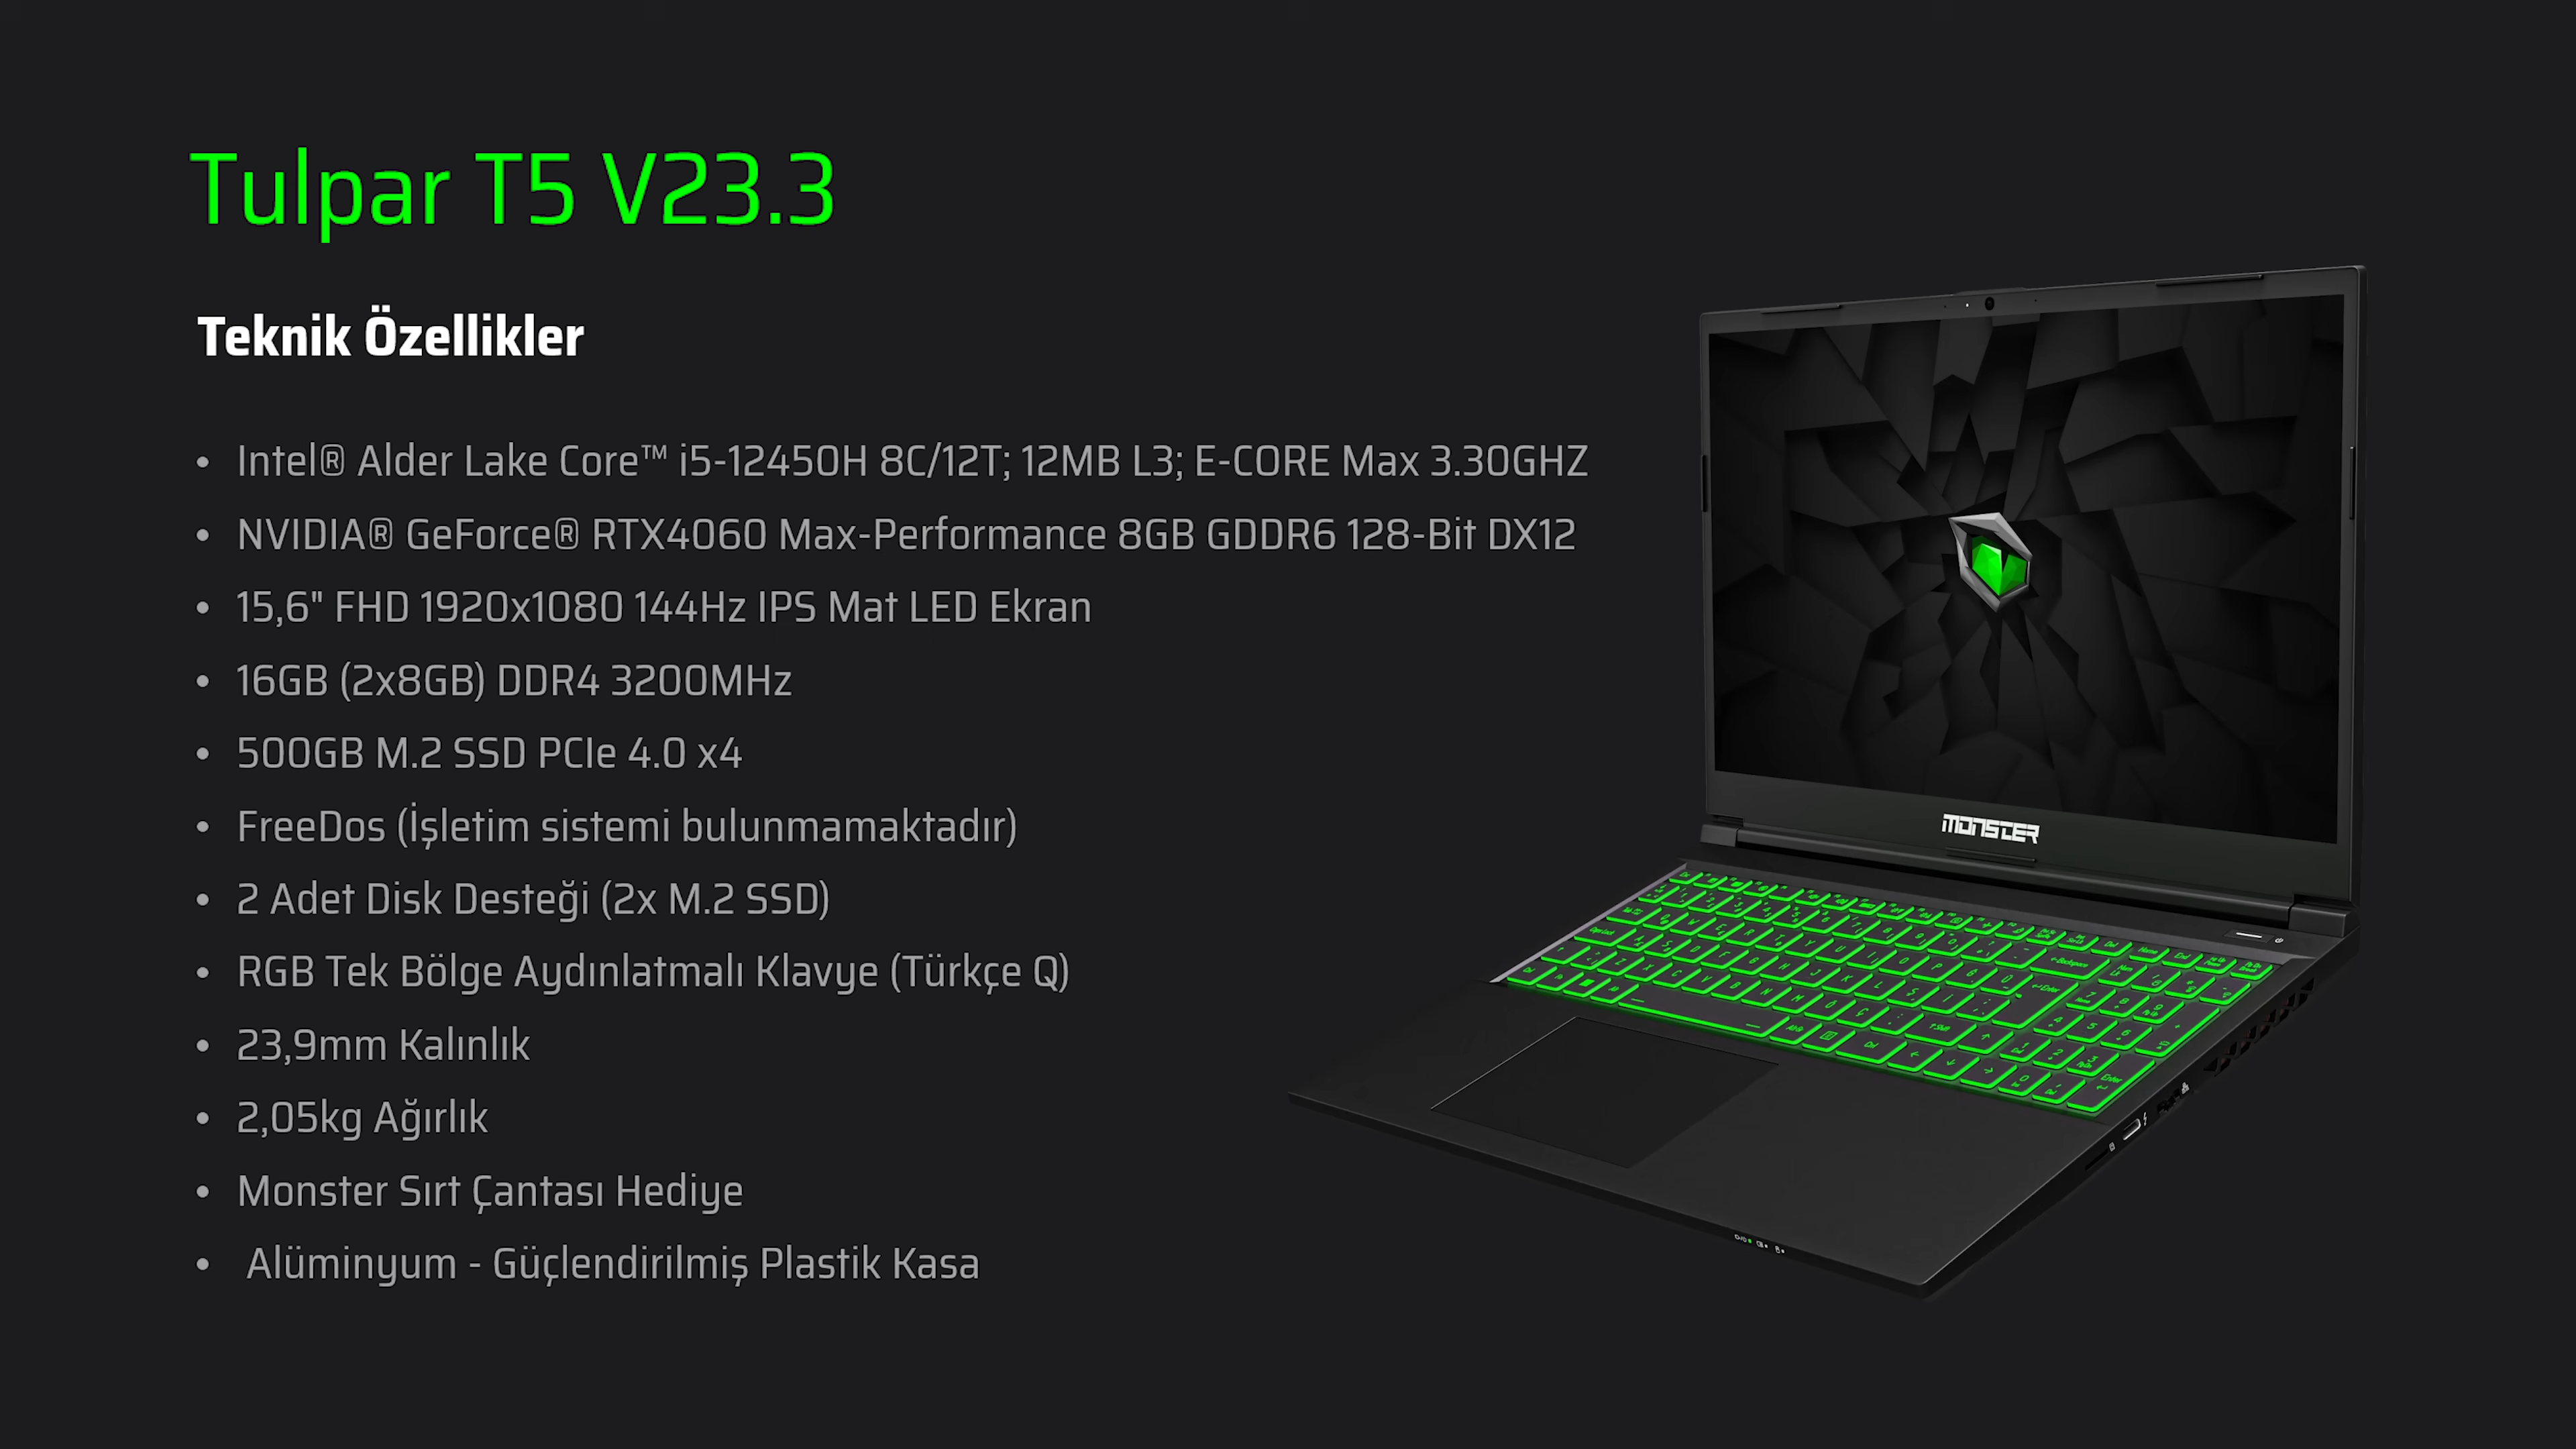 Tulpar T5 V23.3
Teknik Özellikler
• Intel® Alder Lake Core™ i5-12450H 8C/12T; 12MB L3; E-CORE Max 3.30GHZ
• NVIDIA® GeForce® RTX4060 Max-Performance 8GB GDDR6 128-Bit DX12
• 15,6" FHD 1920x1080 144Hz IPS Mat LED Ekran
• 16GB (2x8GB) DDR4 3200MHz
• 500GB M.2 SSD PCIe 4.0 x4
• FreeDos (İşletim sistemi bulunmamaktadır)
• 2 Adet Disk Desteği (2x M.2 SSD)
• RGB Tek Bölge Aydınlatmalı Klavye (Türkçe Q)
• 23,9mm Kalınlık
• 2,05kg Ağırlık
• Monster Sırt Çantası Hediye
• Alüminyum - Güçlendirilmiş Plastik Kasa
MONSTER